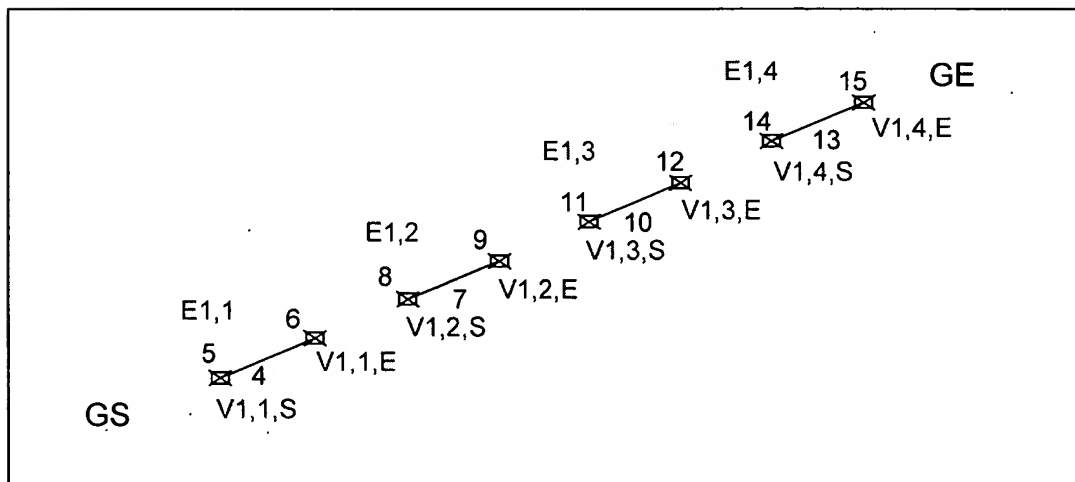 E1,4
15
GE
14
13
V1,4,E
V1,4,S
E1,3
12
11
10
V1,3,E
V1,3,S
E1,2
9
8
7
V1,2,E
V1,2,S
E1,1
6
5
4
V1,1,E
V1,1,S
GS